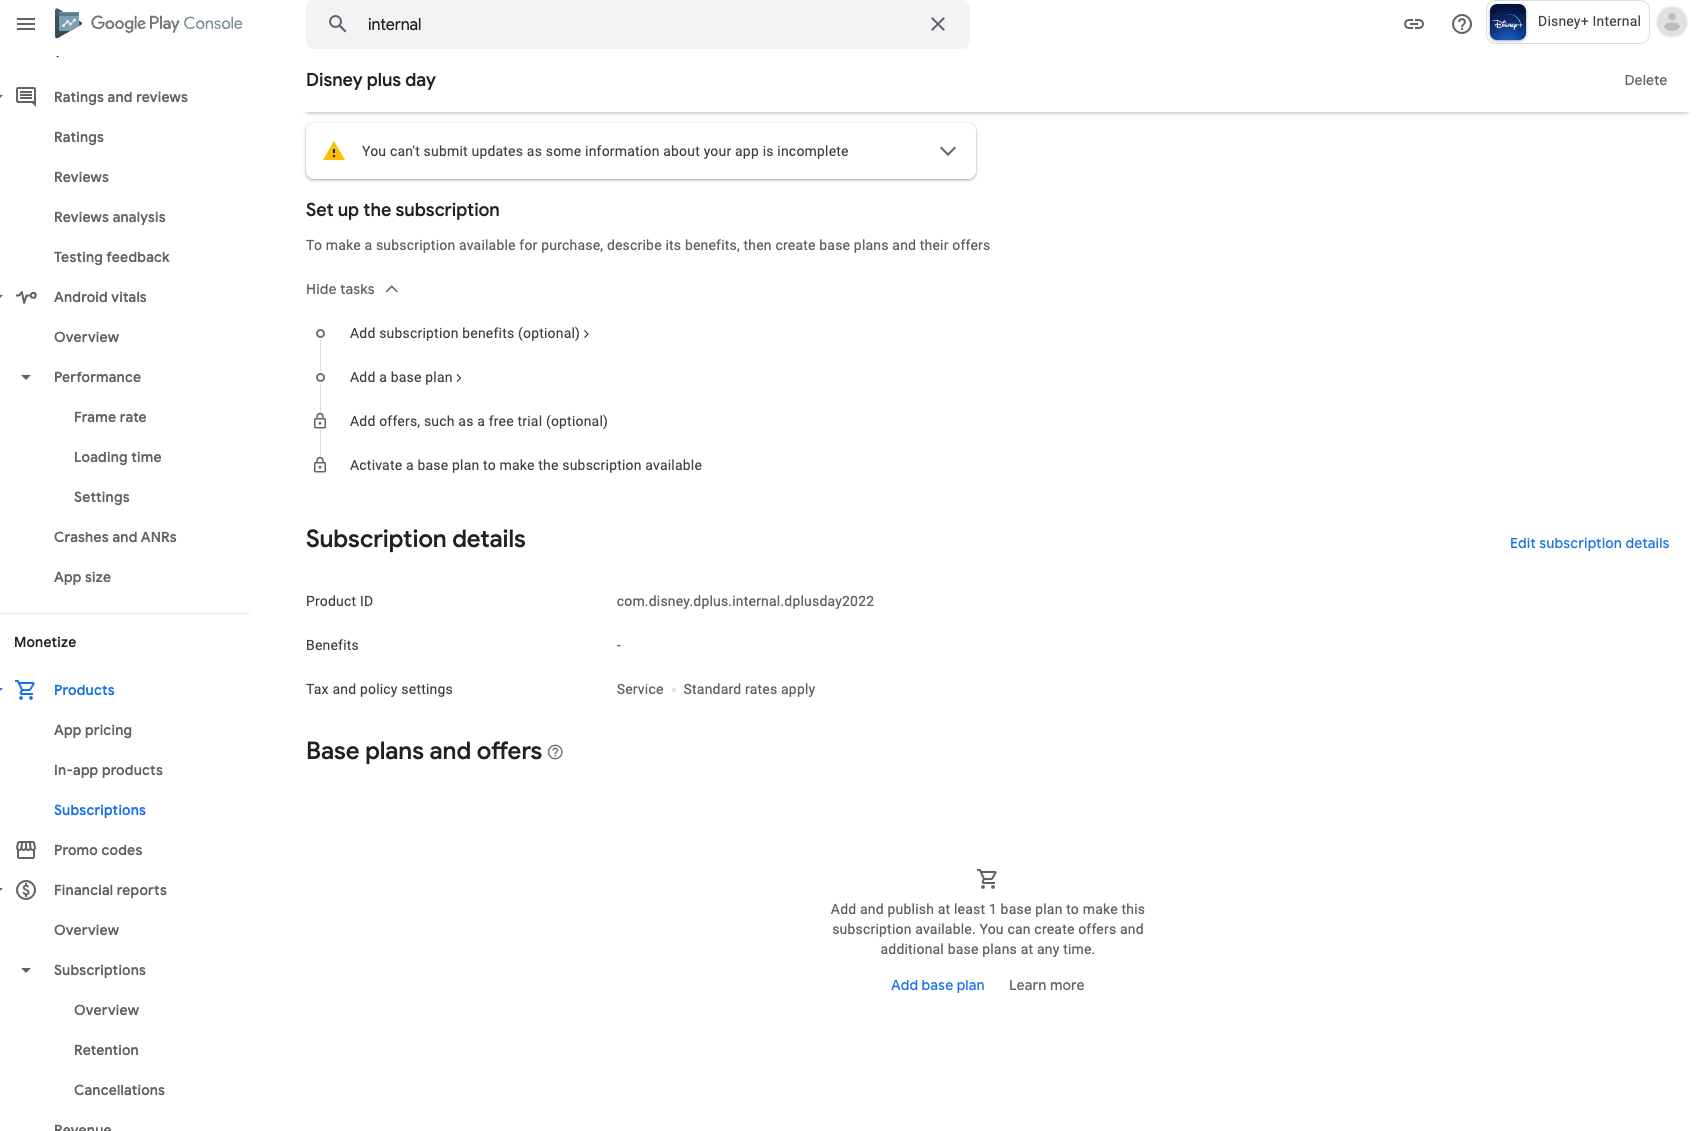 Google Play Console
internal
Disney+
Disney+ Internal
Ratings and reviews
Ratings
Reviews
Reviews analysis
Testing feedback
Android vitals
Overview
Performance
Frame rate
Loading time
Settings
Crashes and ANRs
App size
Monetize
Products
App pricing
In-app products
Subscriptions
Promo codes
Financial reports
Overview
Subscriptions
Overview
Retention
Cancellations
Revenue
Disney plus day
Delete
You can't submit updates as some information about your app is incomplete
Set up the subscription
To make a subscription available for purchase, describe its benefits, then create base plans and their offers
Hide tasks
Add subscription benefits (optional) ›
Add a base plan ›
Add offers, such as a free trial (optional)
Activate a base plan to make the subscription available
Subscription details
Edit subscription details
Product ID com.disney.dplus.internal.dplusday2022
Benefits -
Tax and policy settings Service • Standard rates apply
Base plans and offers
Add and publish at least 1 base plan to make this
subscription available. You can create offers and
additional base plans at any time.
Add base plan Learn more